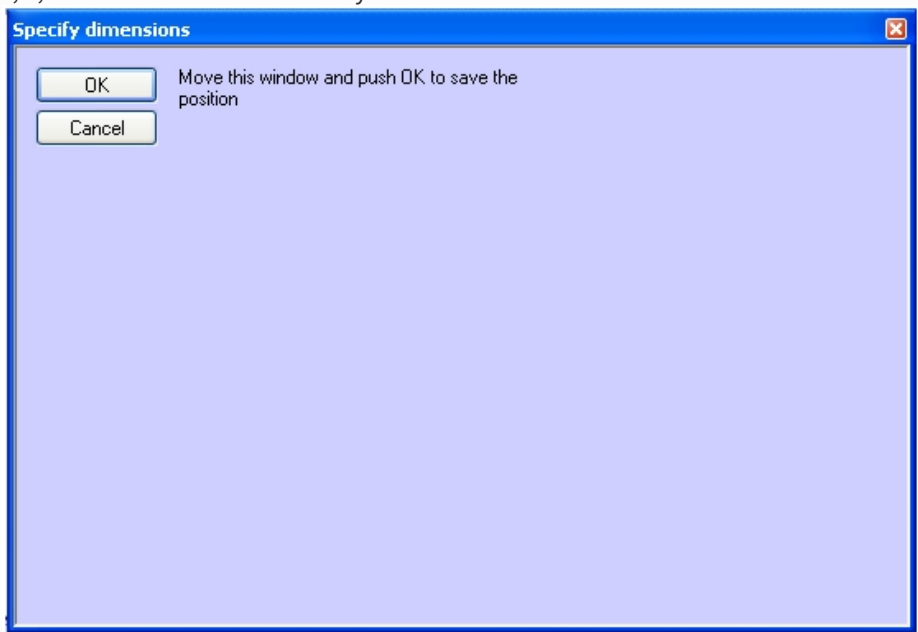 Specify dimensions
OK
Move this window and push OK to save the
position
Cancel